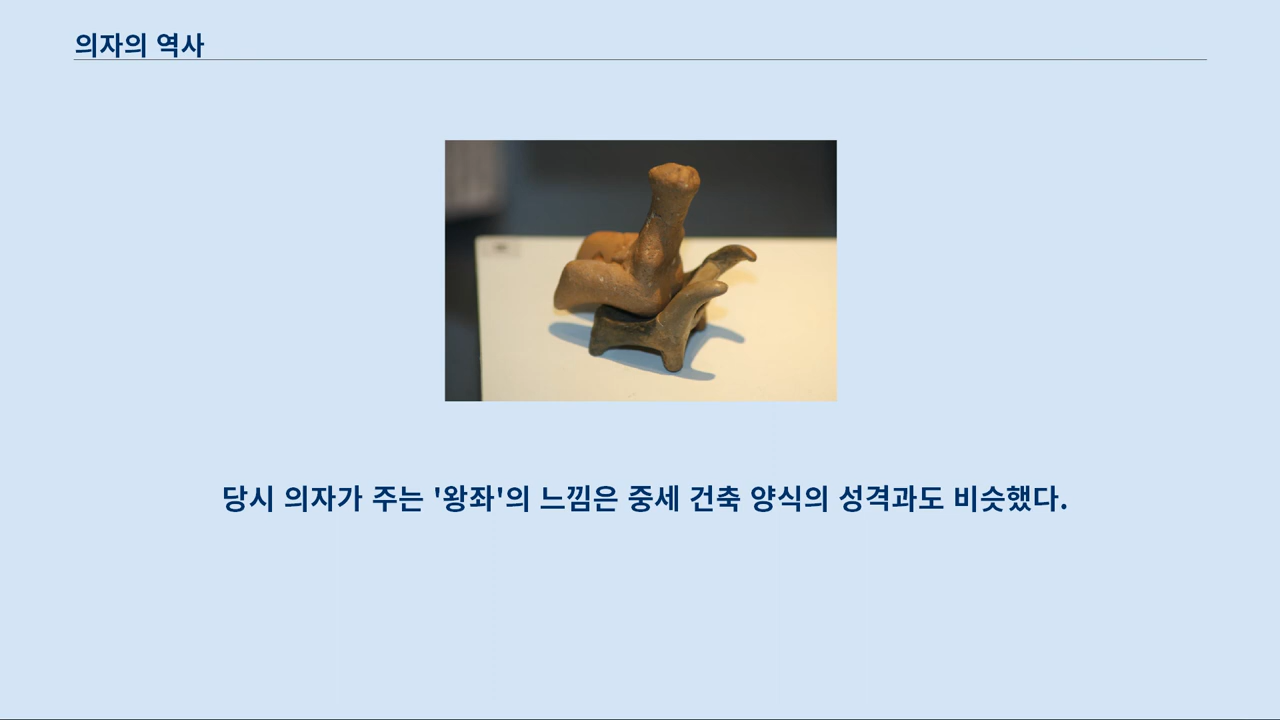 의자의 역사
당시 의자가 주는 '왕좌'의 느낌은 중세 건축 양식의 성격과도 비슷했다.